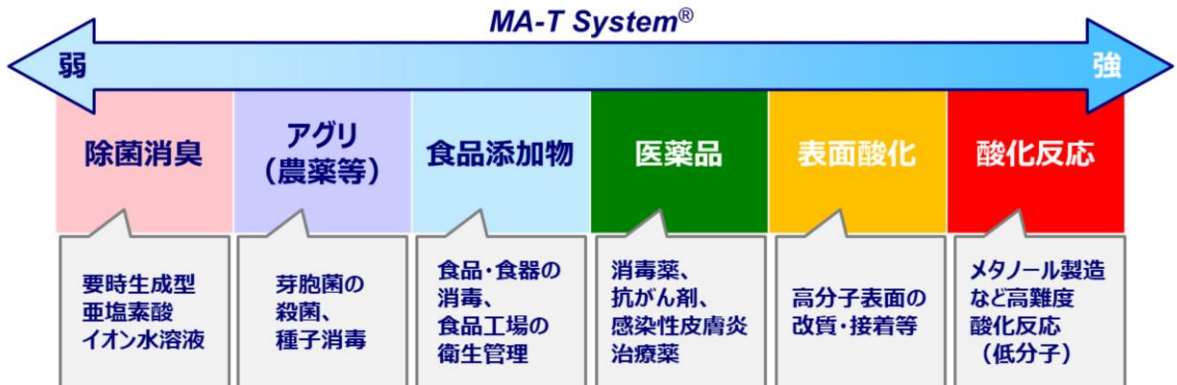 MA-T System®
弱
強
除菌消臭
アグリ
（農薬等）
食品添加物
医薬品
表面酸化
酸化反応
要時生成型
亜塩素酸
イオン水溶液
芽胞菌の
殺菌、
種子消毒
食品・食器の
消毒、
食品工場の
衛生管理
消毒薬、
抗がん剤、
感染性皮膚炎
治療薬
高分子表面の
改質・接着等
メタノール製造
など高難度
酸化反応
（低分子）